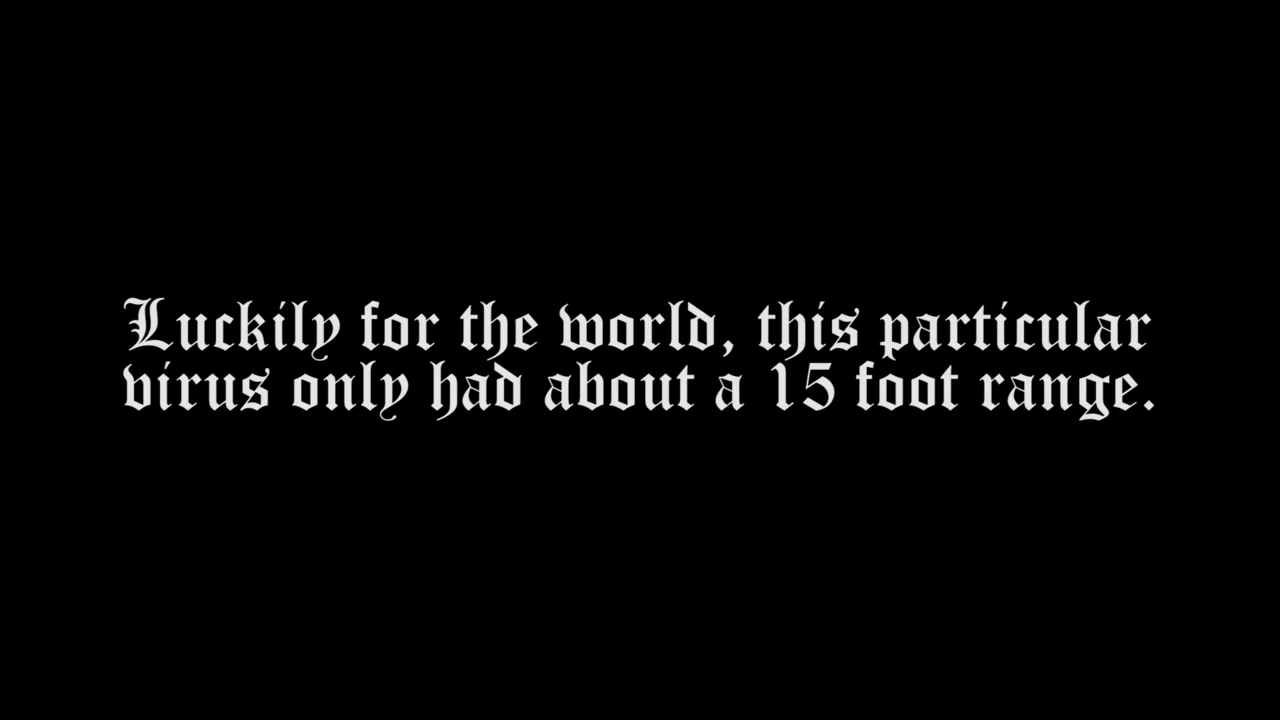 Luckily for the world, this particular
virus only had about a 15 foot range.